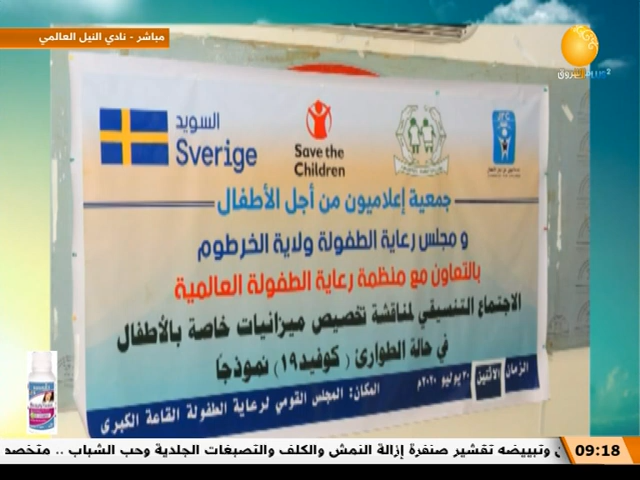 مباشر - نادي النيل العالمي
السويد
Sverige
Save the
Children
جمعية إعلاميون من أجل الأطفال
و مجلس رعاية الطفولة ولاية الخرطوم
بالتعاون مع منظمة رعاية الطفولة العالمية
الاجتماع التنسيقي لمناقشة تخصيص ميزانيات خاصة بالأطفال
في حالة الطوارئ ( كوفيد١٩) نموذجًا
الزمان: الاثنين ٢٠ يوليو ٢٠٢٠م المكان: المجلس القومي لرعاية الطفولة القاعة الكبرى
وتبييضه تقشير صنفرة إزالة النمش والكلف والتصبغات الجلدية وحب الشباب .. متخصص
09:18